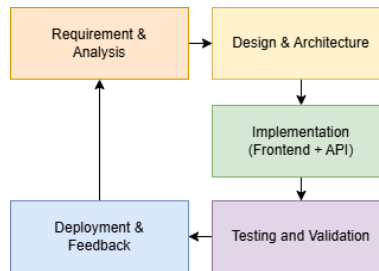 Requirement &
Analysis
Design & Architecture
Implementation
(Frontend + API)
Testing and Validation
Deployment &
Feedback